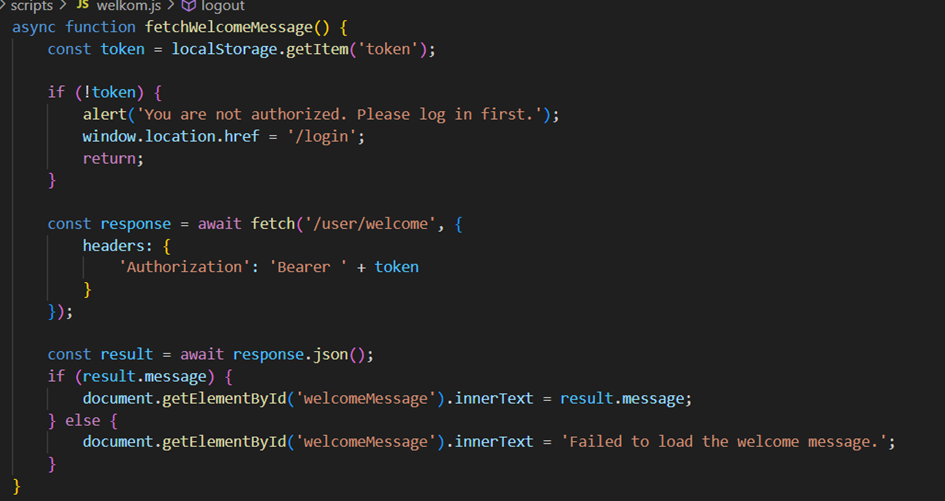 scripts > JS welkom.js > logout
async function fetchWelcomeMessage() {
    const token = localStorage.getItem('token');

    if (!token) {
        alert('You are not authorized. Please log in first.');
        window.location.href = '/login';
        return;
    }

    const response = await fetch('/user/welcome', {
        headers: {
            'Authorization': 'Bearer ' + token
        }
    });

    const result = await response.json();
    if (result.message) {
        document.getElementById('welcomeMessage').innerText = result.message;
    } else {
        document.getElementById('welcomeMessage').innerText = 'Failed to load the welcome message.';
    }
}